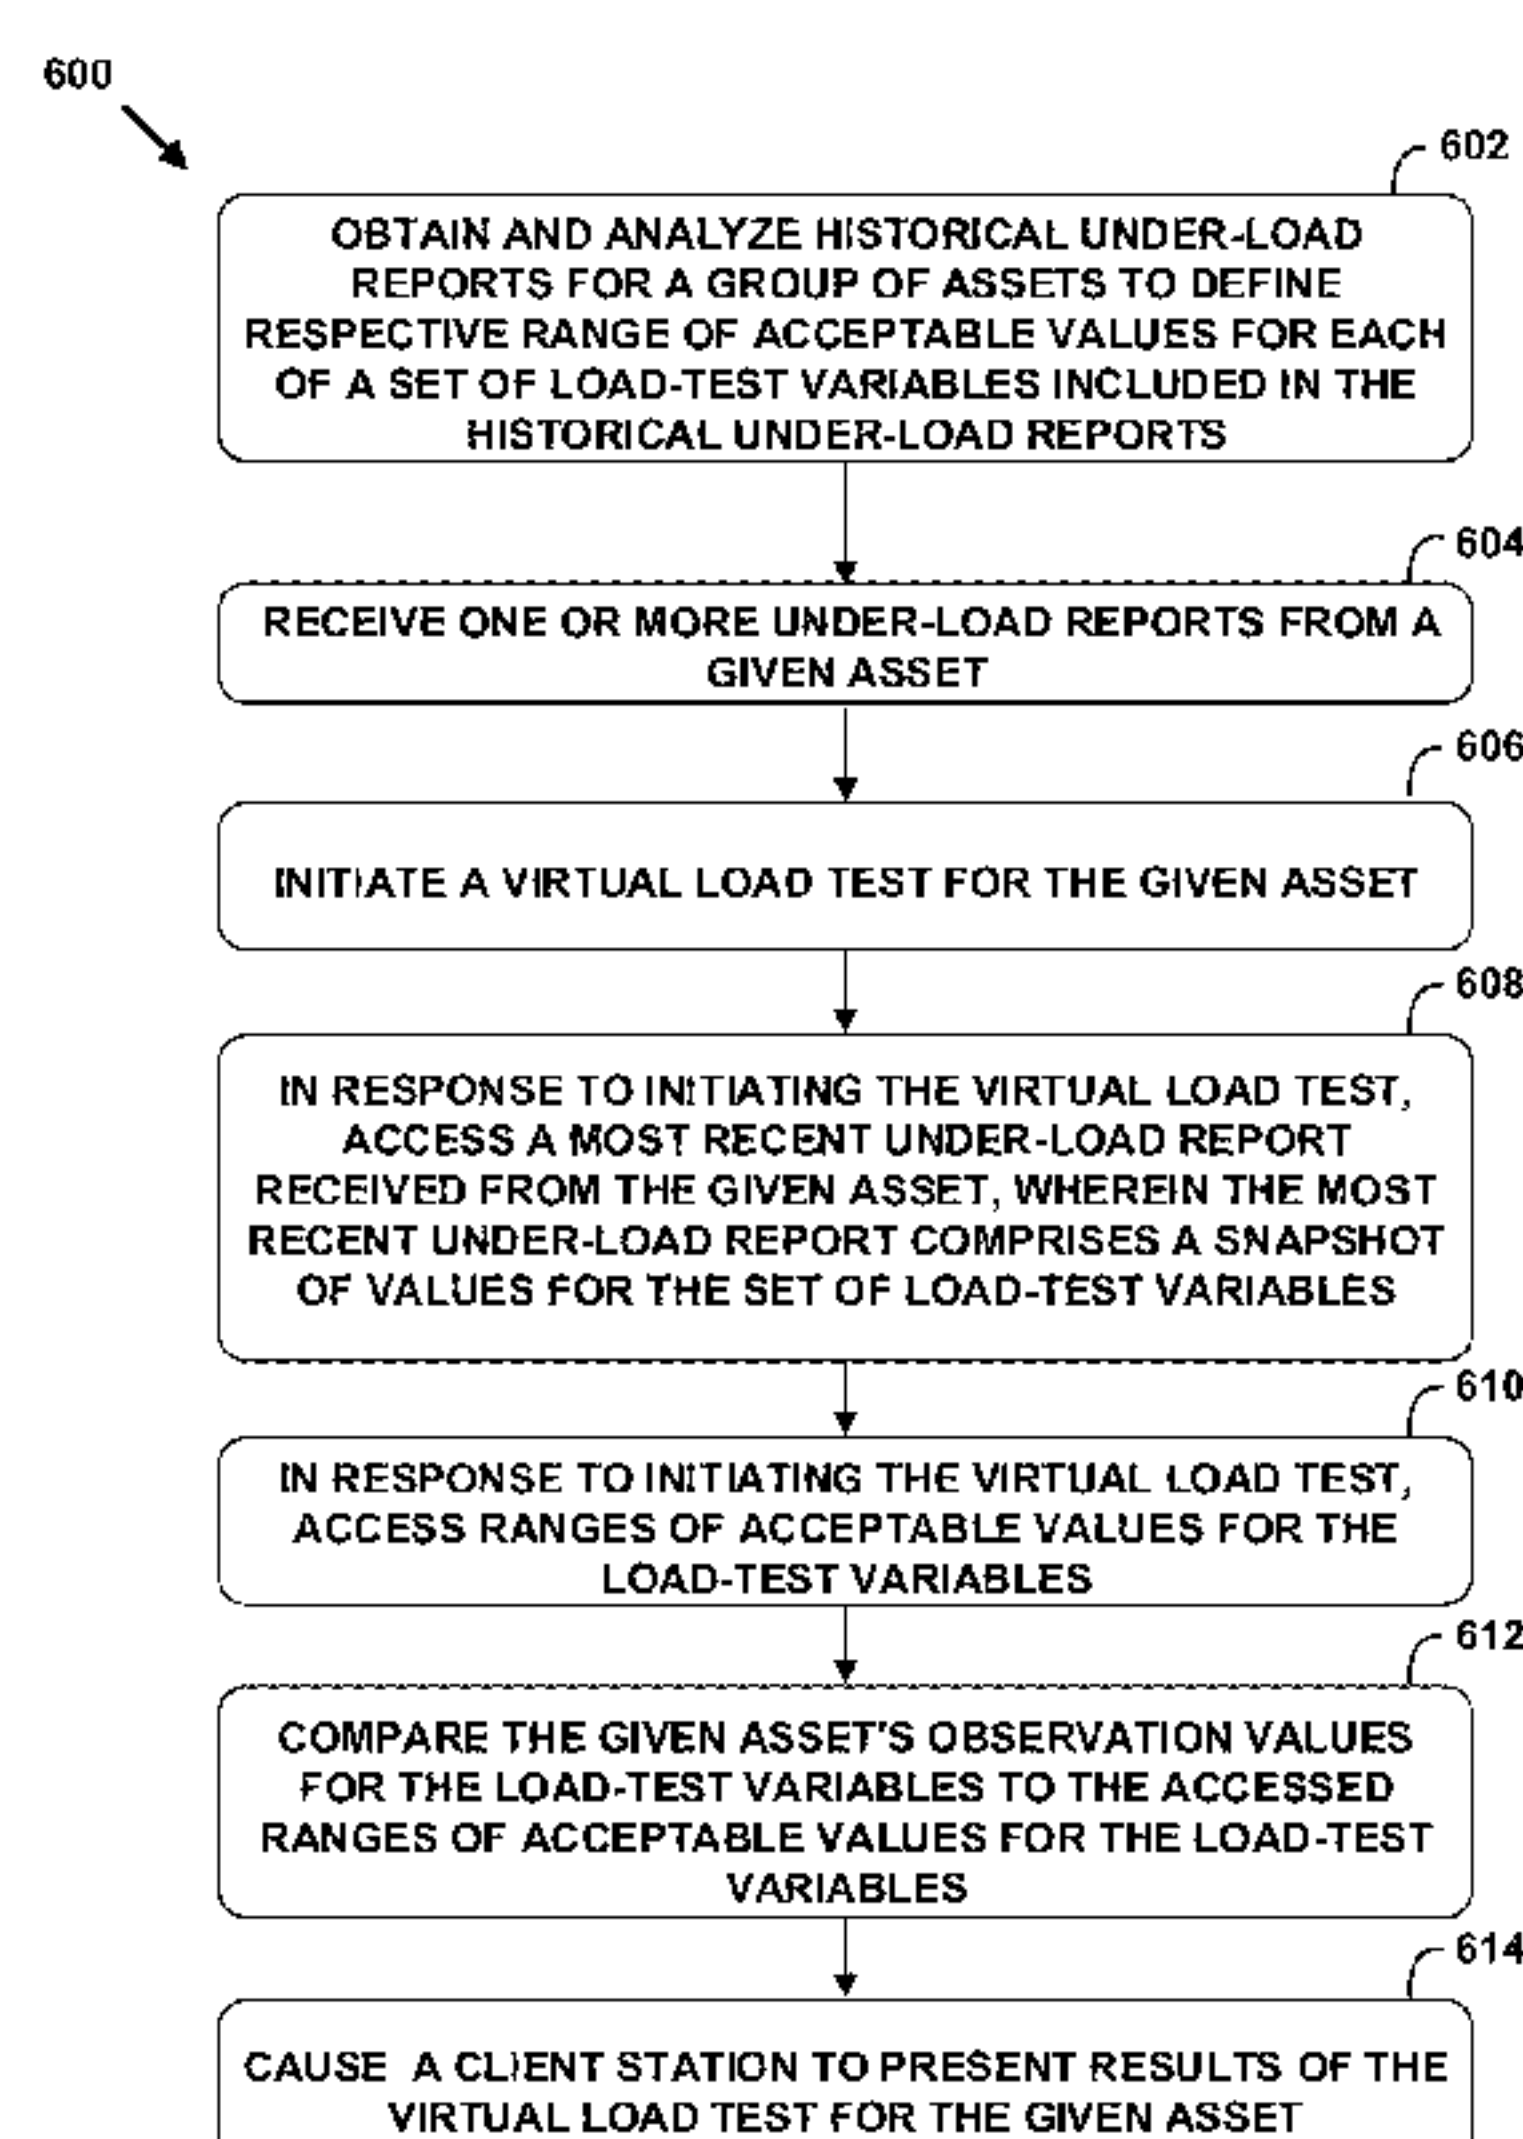 600
602
OBTAIN AND ANALYZE HISTORICAL UNDER-LOAD
REPORTS FOR A GROUP OF ASSETS TO DEFINE
RESPECTIVE RANGE OF ACCEPTABLE VALUES FOR EACH
OF A SET OF LOAD-TEST VARIABLES INCLUDED IN THE
HISTORICAL UNDER-LOAD REPORTS
604
RECEIVE ONE OR MORE UNDER-LOAD REPORTS FROM A
GIVEN ASSET
606
INITIATE A VIRTUAL LOAD TEST FOR THE GIVEN ASSET
608
IN RESPONSE TO INITIATING THE VIRTUAL LOAD TEST,
ACCESS A MOST RECENT UNDER-LOAD REPORT
RECEIVED FROM THE GIVEN ASSET, WHEREIN THE MOST
RECENT UNDER-LOAD REPORT COMPRISES A SNAPSHOT
OF VALUES FOR THE SET OF LOAD-TEST VARIABLES
610
IN RESPONSE TO INITIATING THE VIRTUAL LOAD TEST,
ACCESS RANGES OF ACCEPTABLE VALUES FOR THE
LOAD-TEST VARIABLES
612
COMPARE THE GIVEN ASSET'S OBSERVATION VALUES
FOR THE LOAD-TEST VARIABLES TO THE ACCESSED
RANGES OF ACCEPTABLE VALUES FOR THE LOAD-TEST
VARIABLES
614
CAUSE A CLIENT STATION TO PRESENT RESULTS OF THE
VIRTUAL LOAD TEST FOR THE GIVEN ASSET